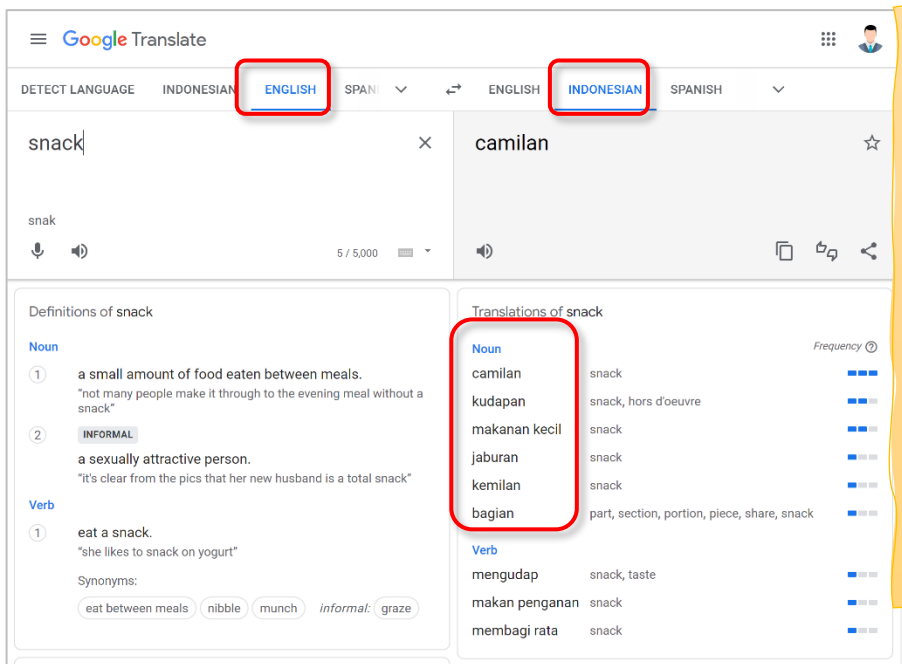 Google Translate
DETECT LANGUAGE INDONESIAN ENGLISH SPANI ENGLISH INDONESIAN SPANISH
snack
camilan
snak
5 / 5,000
Definitions of snack
Noun
1 a small amount of food eaten between meals.
"not many people make it through to the evening meal without a
snack"
2 INFORMAL
a sexually attractive person.
"it's clear from the pics that her new husband is a total snack"
Verb
1 eat a snack.
"she likes to snack on yogurt"
Synonyms:
eat between meals nibble munch informal: graze
Translations of snack
Noun Frequency
camilan snack
kudapan snack, hors d'oeuvre
makanan kecil snack
jaburan snack
kemilan snack
bagian part, section, portion, piece, share, snack
Verb
mengudap snack, taste
makan penganan snack
membagi rata snack